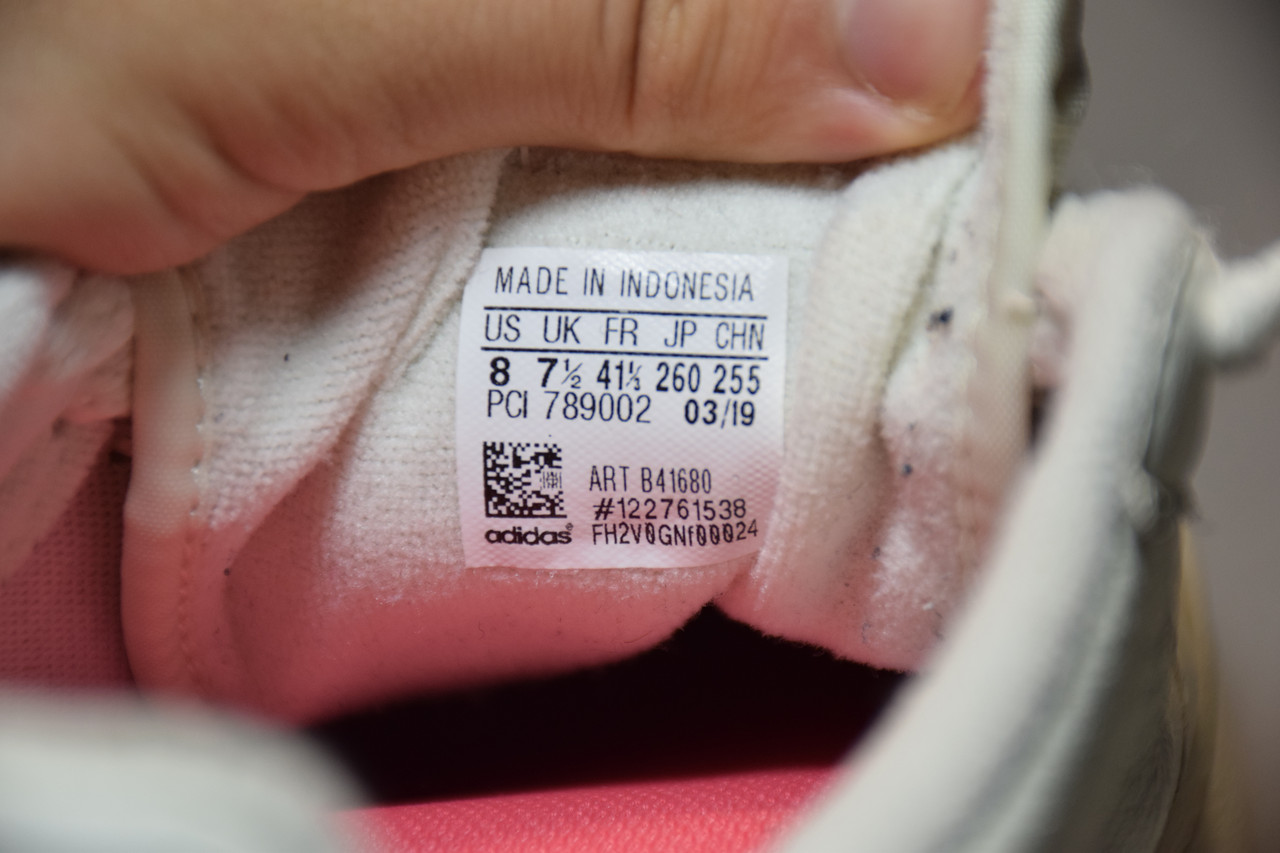 MADE IN INDONESIA
US UK FR JP CHN
8 7½ 41⅓ 260 255
PCI 789002 03/19
ART B41680
#122761538
adidas® FH2V0GNf00024